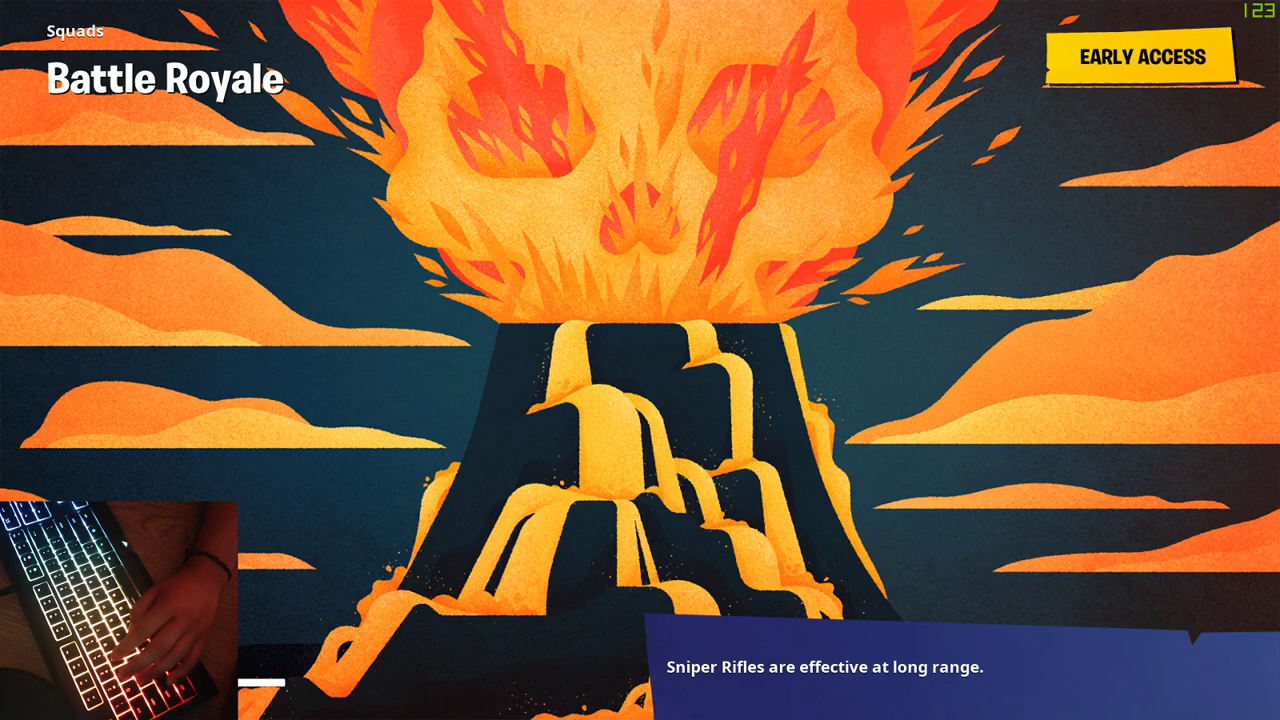 Squads
Battle Royale
123
EARLY ACCESS
Sniper Rifles are effective at long range.